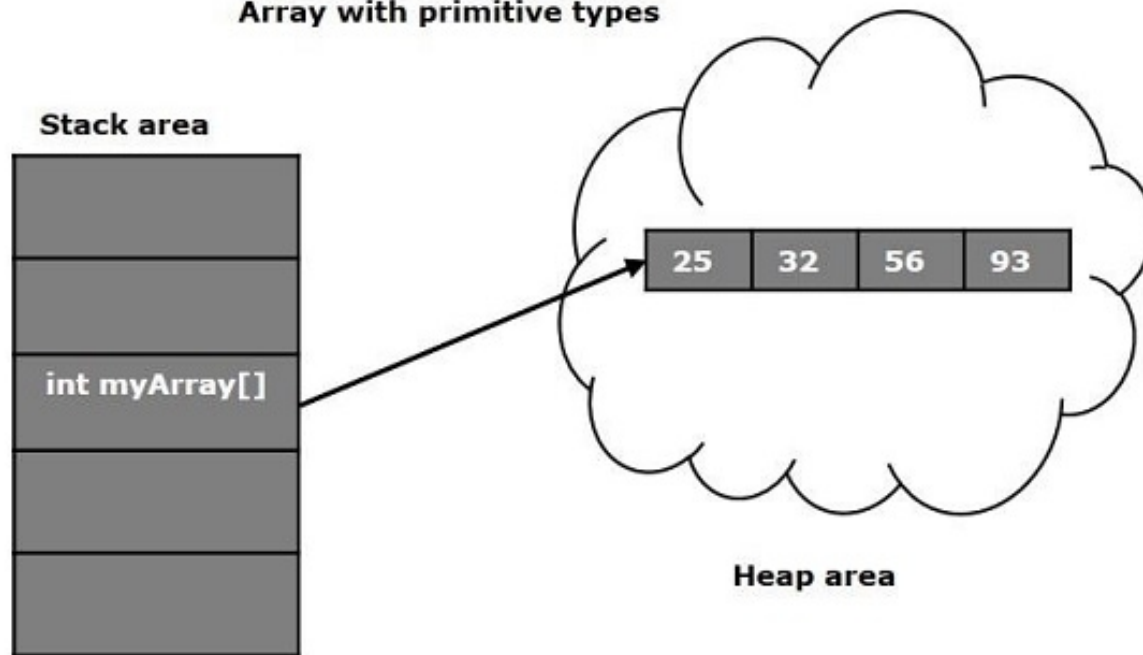 Array with primitive types
Stack area
25 32 56 93
int myArray[]
Heap area